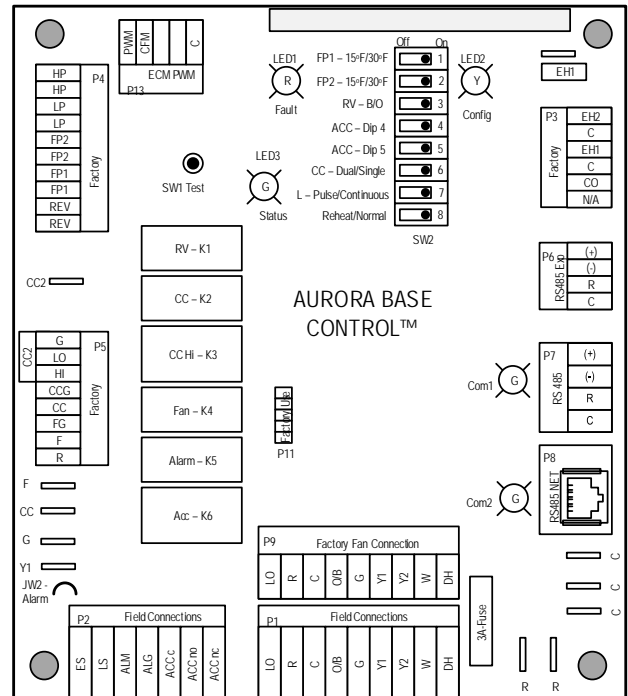 PWM
CFM
C
P13
ECM PWM
P4
Factory
HP
HP
LP
LP
FP2
FP2
FP1
FP1
REV
REV
SW1 Test
LED1
R
Fault
LED3
G
Status
Off On
FP1 – 15ºF/30ºF 1
FP2 – 15ºF/30ºF 2
RV – B/O 3
ACC – Dip 4 4
ACC – Dip 5 5
CC – Dual/Single 6
L – Pulse/Continuous 7
Reheat/Normal 8
SW2
LED2
Y
Config
EH1
P3
Factory
EH2
C
EH1
C
CO
N/A
P6
RS485 Exp
(+)
(-)
R
C
CC2
RV – K1
CC – K2
CC Hi – K3
Fan – K4
Alarm – K5
Acc – K6
AURORA BASE
CONTROL™
CC2
P5
Factory
G
LO
HI
CCG
CC
FG
F
R
Factory Use
P11
P7
RS 485
(+)
(-)
R
C
Com1
G
P8
RS485 NET
Com2
G
F
CC
G
Y1
JW2 -
Alarm
P9 Factory Fan Connection
LO R C O/B G Y1 Y2 W DH
P2 Field Connections
ES LS ALM ALG ACC c ACC no ACC nc
P1 Field Connections
LO R C O/B G Y1 Y2 W DH
3A-Fuse
C
C
C
R R